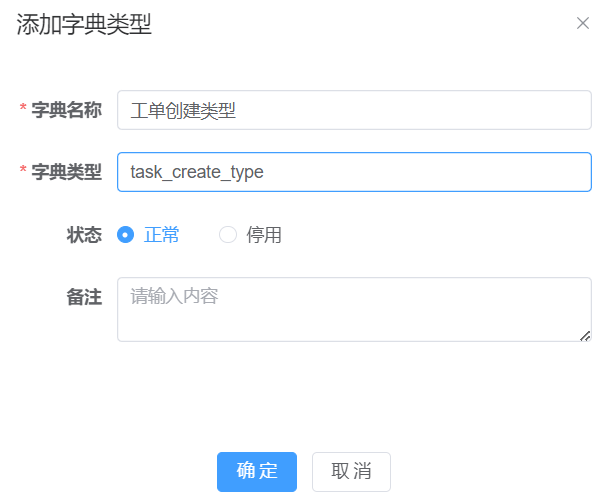 添加字典类型
* 字典名称 工单创建类型
* 字典类型 task_create_type
状态 正常 停用
备注 请输入内容
确定 取消